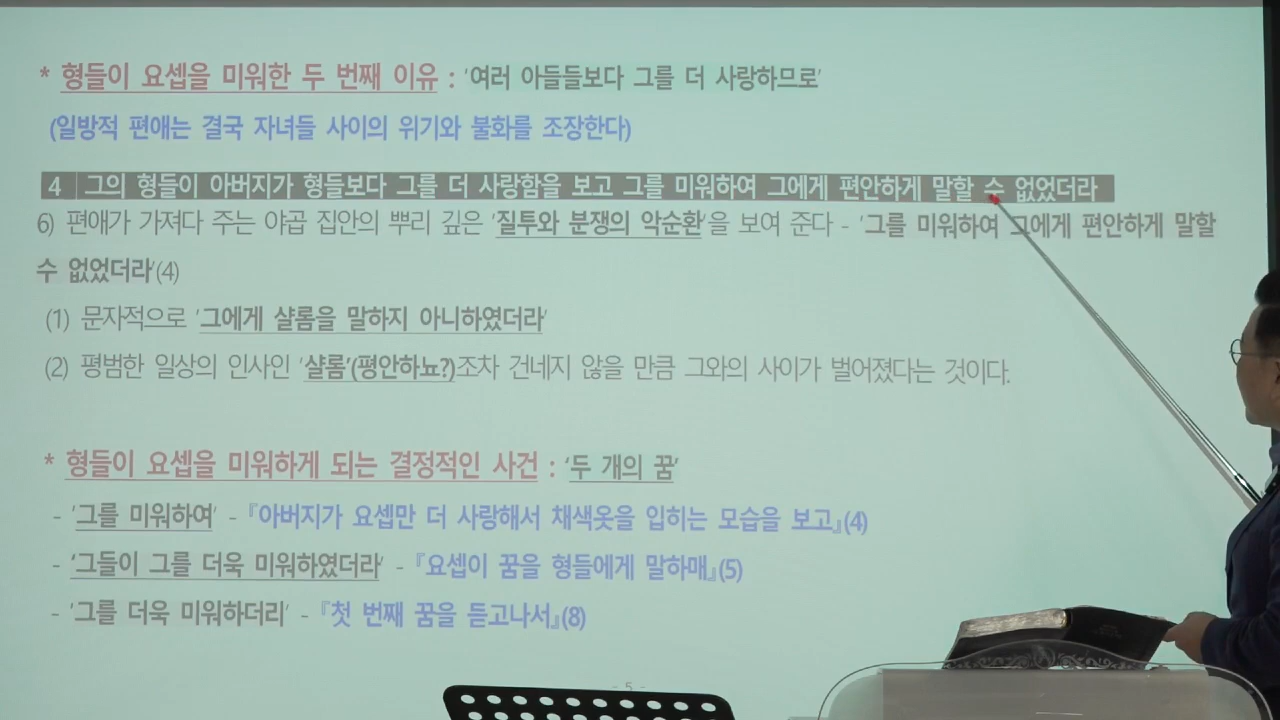 * 형들이 요셉을 미워한 두 번째 이유 : '여러 아들들보다 그를 더 사랑하므로'
(일방적 편애는 결국 자녀들 사이의 위기와 불화를 조장한다)
4 그의 형들이 아버지가 형들보다 그를 더 사랑함을 보고 그를 미워하여 그에게 편안하게 말할 수 없었더라
6) 편애가 가져다 주는 야곱 집안의 뿌리 깊은 '질투와 분쟁의 악순환'을 보여 준다 - '그를 미워하여 그에게 편안하게 말할
수 없었더라'(4)
(1) 문자적으로 '그에게 샬롬을 말하지 아니하였더라'
(2) 평범한 일상의 인사인 '샬롬'(평안하뇨?)조차 건네지 않을 만큼 그와의 사이가 벌어졌다는 것이다.
* 형들이 요셉을 미워하게 되는 결정적인 사건 : '두 개의 꿈'
- '그를 미워하여' - 『아버지가 요셉만 더 사랑해서 채색옷을 입히는 모습을 보고』(4)
- '그들이 그를 더욱 미워하였더라' - 『요셉이 꿈을 형들에게 말하매』(5)
- '그를 더욱 미워하더리' - 『첫 번째 꿈을 듣고나서』(8)
- 5 -